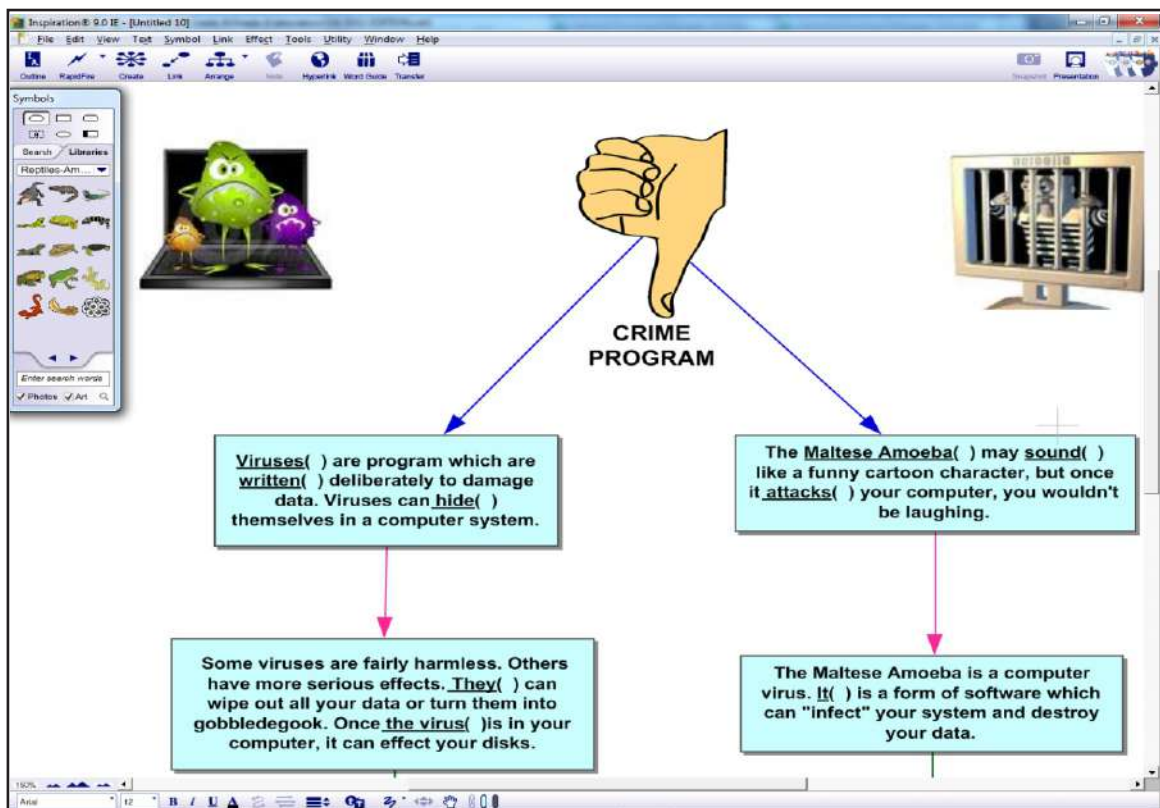 Inspiration® 9.0 IE - [Untitled 10]
File Edit View Text Symbol Link Effect Tools Utility Window Help
Outline RapidFire Create Link Arrange Note Hyperlink Word Guide Transfer Snapshot Presentation
Symbols
Search Libraries
Reptiles-Am...
Enter search words
Photos Art
CRIME
PROGRAM
Viruses( ) are program which are
written( ) deliberately to damage
data. Viruses can hide( )
themselves in a computer system.
The Maltese Amoeba( ) may sound( )
like a funny cartoon character, but once
it attacks( ) your computer, you wouldn't
be laughing.
Some viruses are fairly harmless. Others
have more serious effects. They( ) can
wipe out all your data or turn them into
gobbledegook. Once the virus( )is in your
computer, it can effect your disks.
The Maltese Amoeba is a computer
virus. It( ) is a form of software which
can "infect" your system and destroy
your data.
Arial 12 B I U A